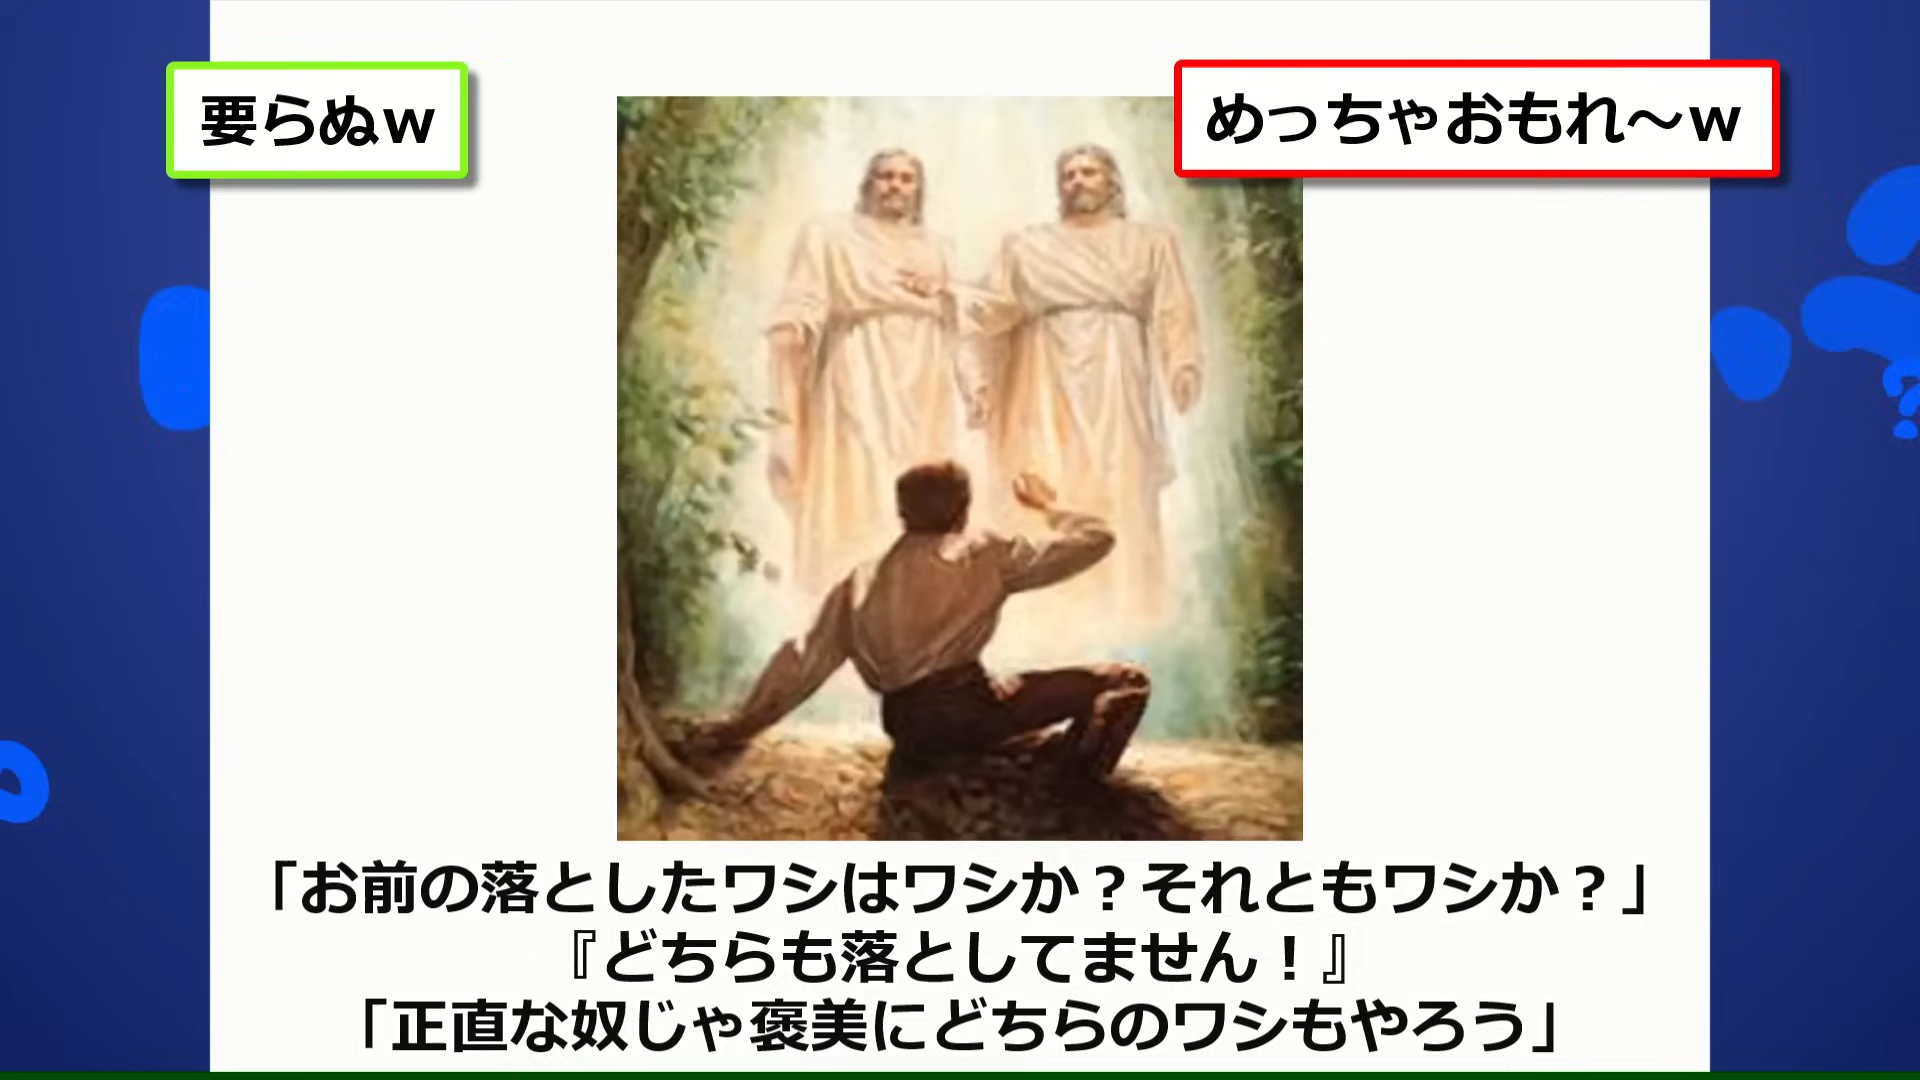 要らぬw
めっちゃおもれ～w
「お前の落としたワシはワシか？それともワシか？」
『どちらも落としてません！』
「正直な奴じゃ褒美にどちらのワシもやろう」